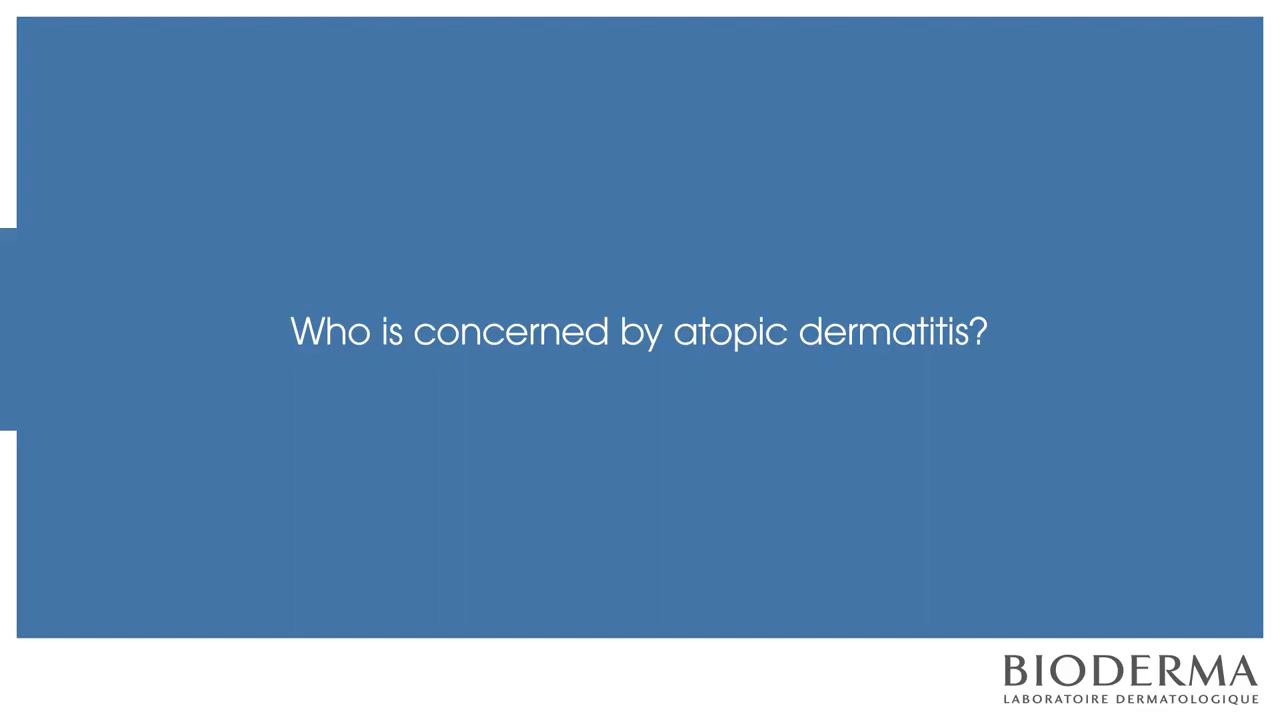 Who is concerned by atopic dermatitis?
BIODERMA
LABORATOIRE DERMATOLOGIQUE